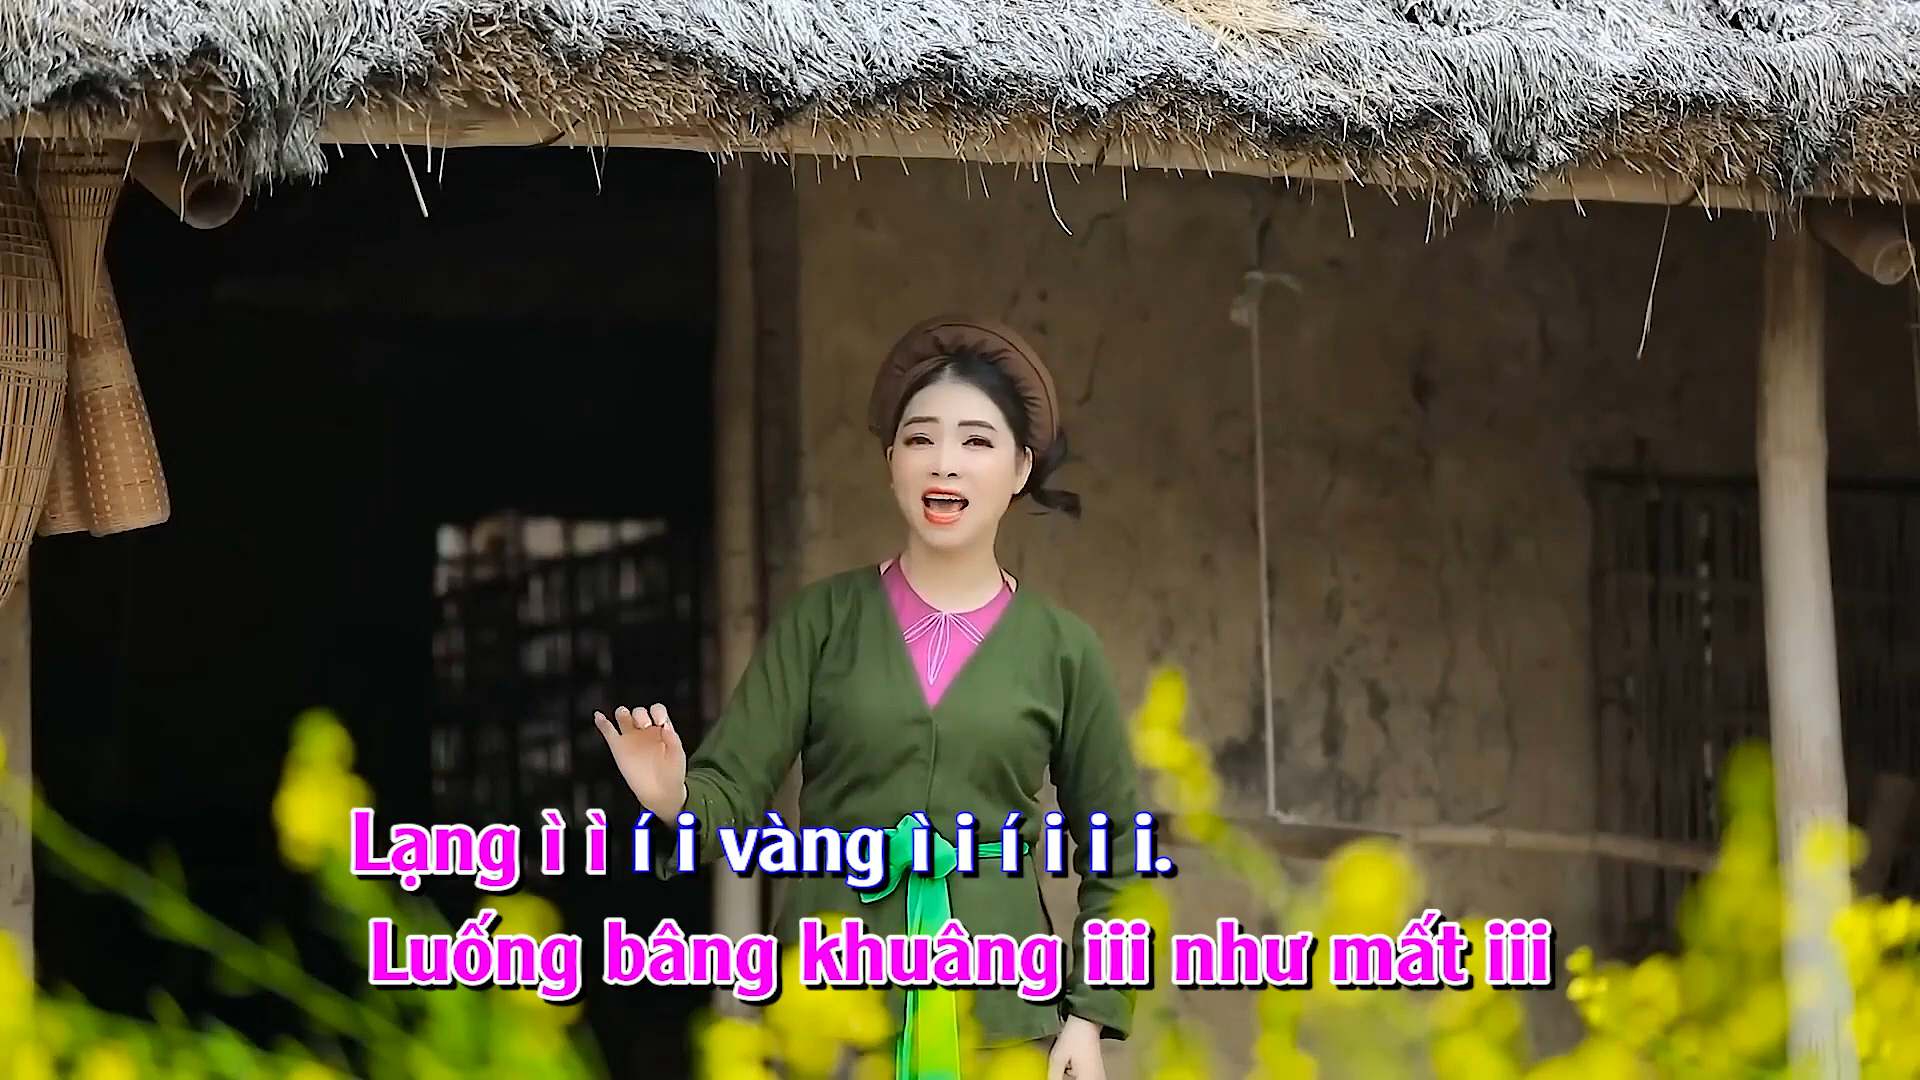 Lạng ì ì í i vàng ì i í i i i.
Luống bâng khuâng iii như mất iii